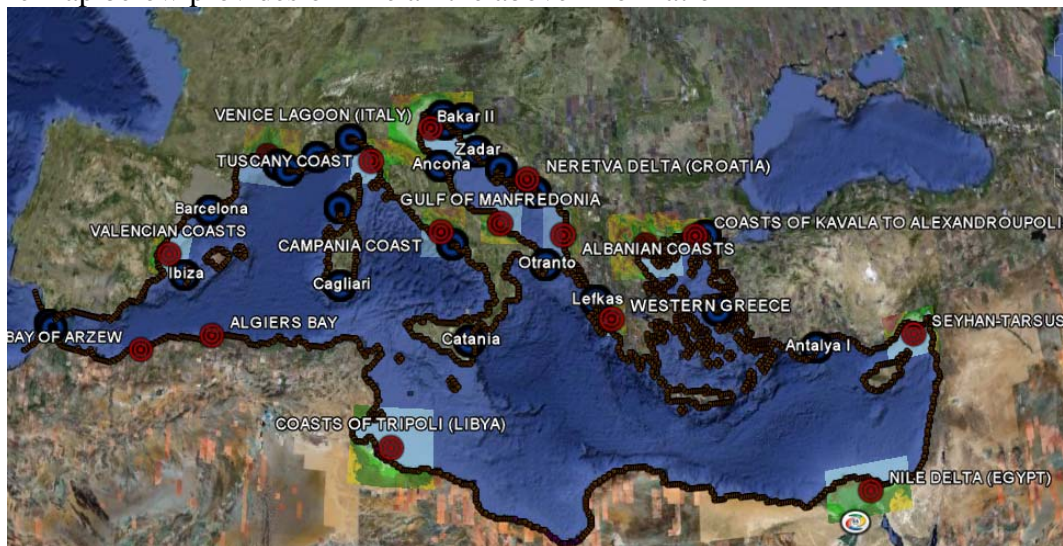 VENICE LAGOON (ITALY)
Bakar II
TUSCANY COAST
Ancona
Zadar
NERETVA DELTA (CROATIA)
Barcelona
GULF OF MANFREDONIA
VALENCIAN COASTS
CAMPANIA COAST
COASTS OF KAVALA TO ALEXANDROUPOLI
ALBANIAN COASTS
Ibiza
Cagliari
Otranto
Lefkas
WESTERN GREECE
BAY OF ARZEW
ALGIERS BAY
Catania
Antalya I
SEYHAN-TARSUS
COASTS OF TRIPOLI (LIBYA)
NILE DELTA (EGYPT)